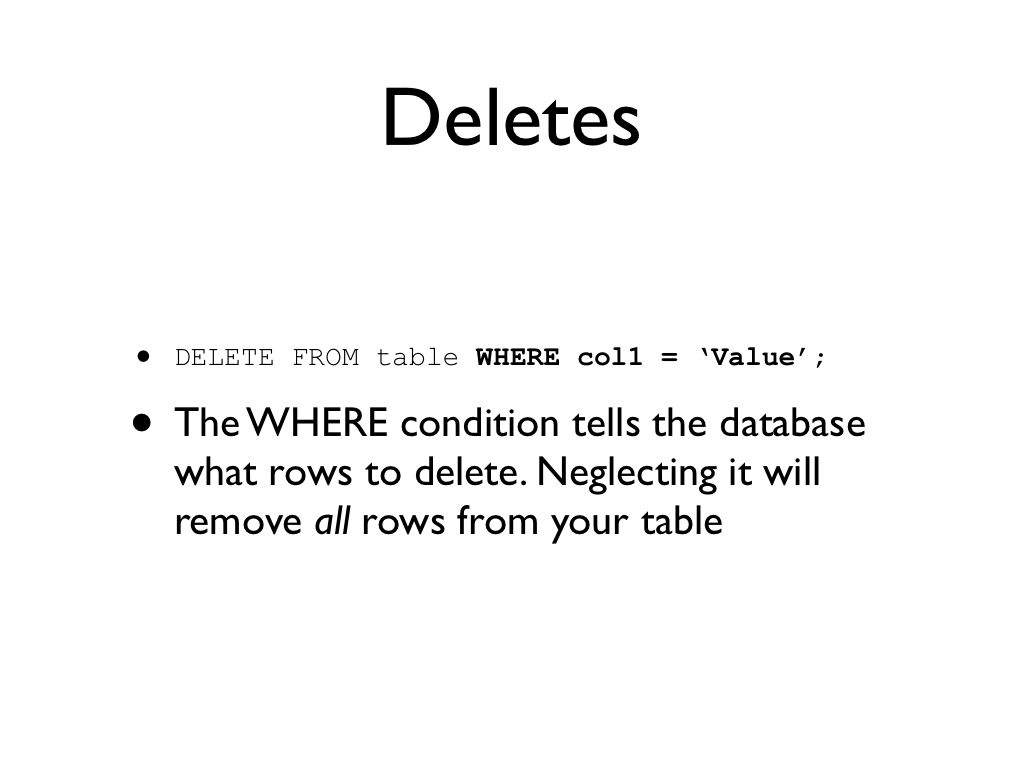 Deletes
• DELETE FROM table WHERE col1 = ‘Value’;
• The WHERE condition tells the database
what rows to delete. Neglecting it will
remove all rows from your table